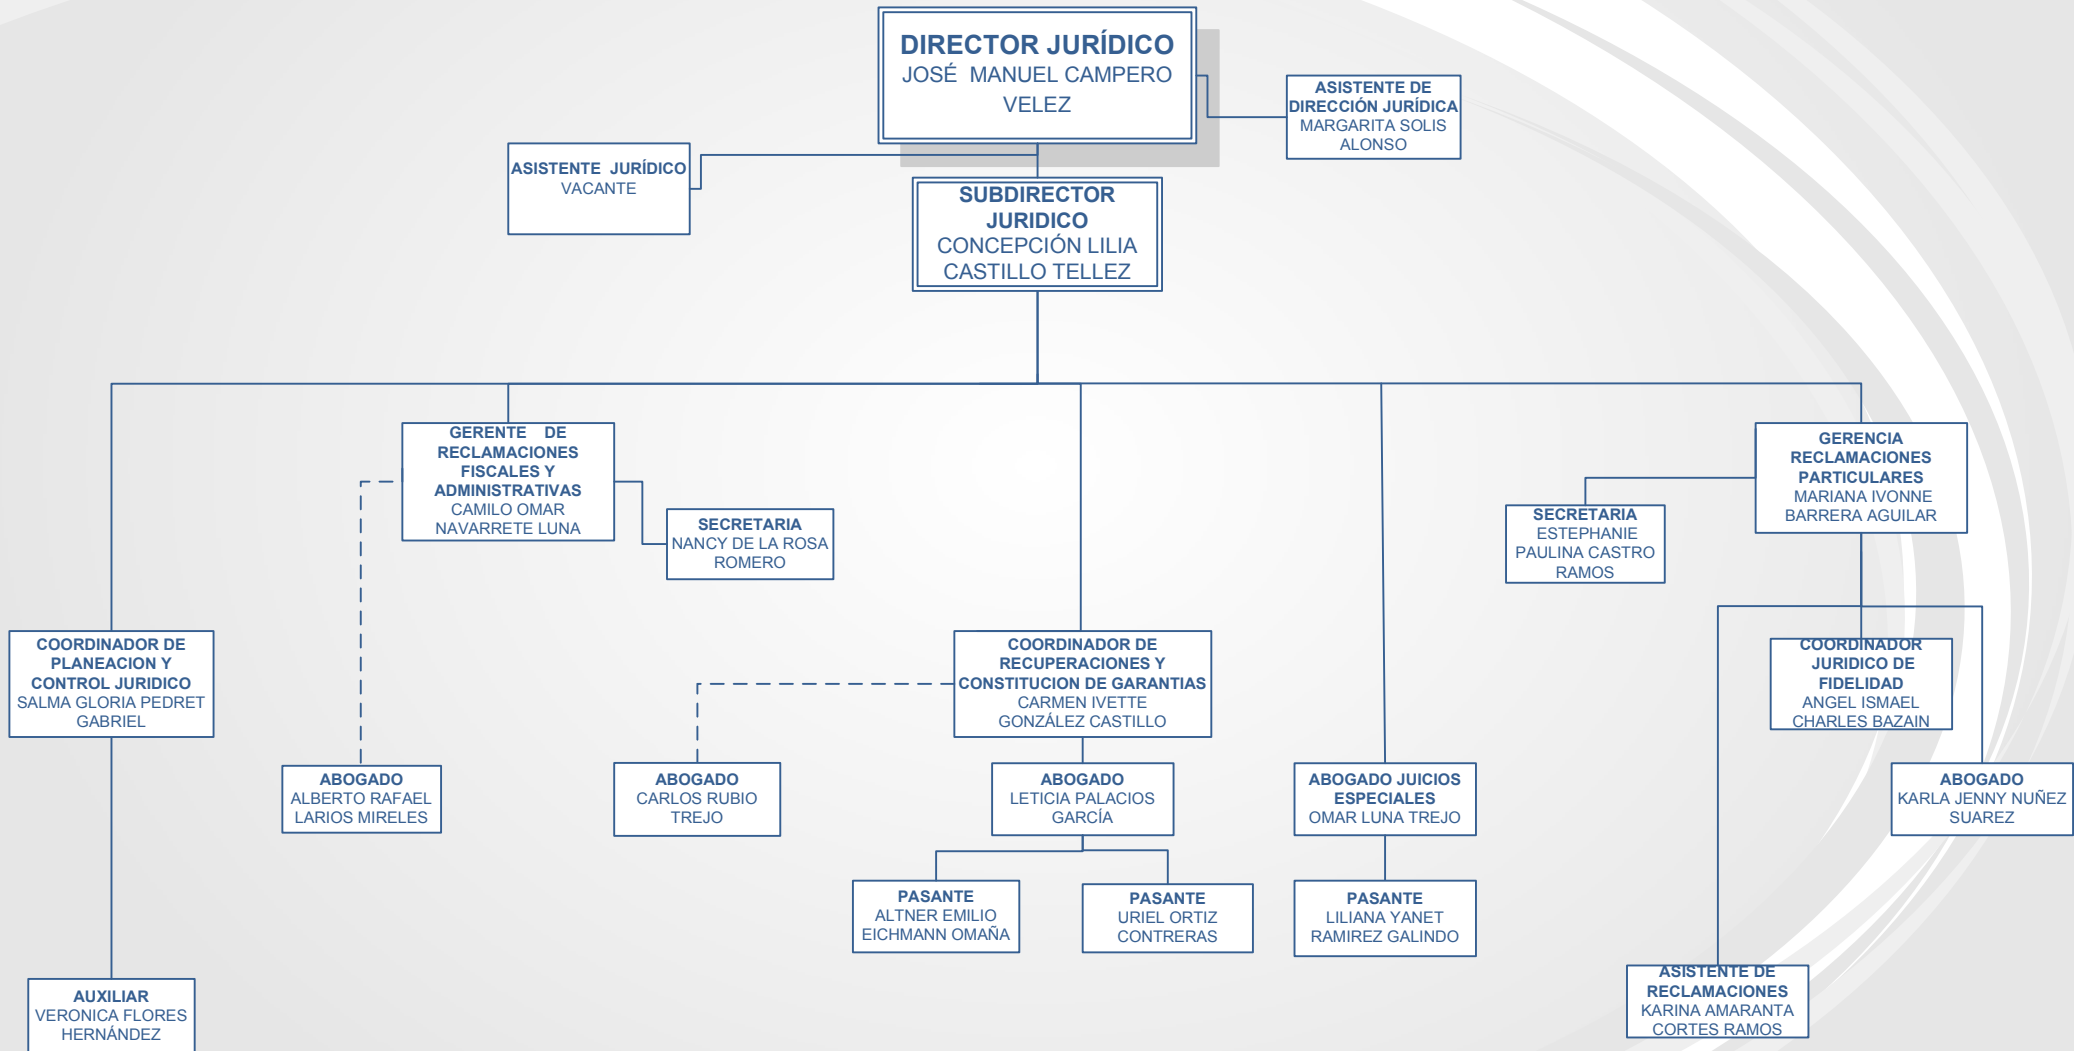 DIRECTOR JURÍDICO
JOSÉ MANUEL CAMPERO
VELEZ
ASISTENTE DE
DIRECCIÓN JURÍDICA
MARGARITA SOLIS
ALONSO
ASISTENTE JURÍDICO
VACANTE
SUBDIRECTOR
JURIDICO
CONCEPCIÓN LILIA
CASTILLO TELLEZ
GERENTE DE
RECLAMACIONES
FISCALES Y
ADMINISTRATIVAS
CAMILO OMAR
NAVARRETE LUNA
SECRETARIA
NANCY DE LA ROSA
ROMERO
GERENCIA
RECLAMACIONES
PARTICULARES
MARIANA IVONNE
BARRERA AGUILAR
SECRETARIA
ESTEPHANIE
PAULINA CASTRO
RAMOS
COORDINADOR DE
PLANEACION Y
CONTROL JURIDICO
SALMA GLORIA PEDRET
GABRIEL
COORDINADOR DE
RECUPERACIONES Y
CONSTITUCION DE GARANTIAS
CARMEN IVETTE
GONZÁLEZ CASTILLO
COORDINADOR
JURIDICO DE
FIDELIDAD
ANGEL ISMAEL
CHARLES BAZAIN
ABOGADO
ALBERTO RAFAEL
LARIOS MIRELES
ABOGADO
CARLOS RUBIO
TREJO
ABOGADO
LETICIA PALACIOS
GARCÍA
ABOGADO JUICIOS
ESPECIALES
OMAR LUNA TREJO
ABOGADO
KARLA JENNY NUÑEZ
SUAREZ
PASANTE
ALTNER EMILIO
EICHMANN OMAÑA
PASANTE
URIEL ORTIZ
CONTRERAS
PASANTE
LILIANA YANET
RAMIREZ GALINDO
ASISTENTE DE
RECLAMACIONES
KARINA AMARANTA
CORTES RAMOS
AUXILIAR
VERONICA FLORES
HERNÁNDEZ